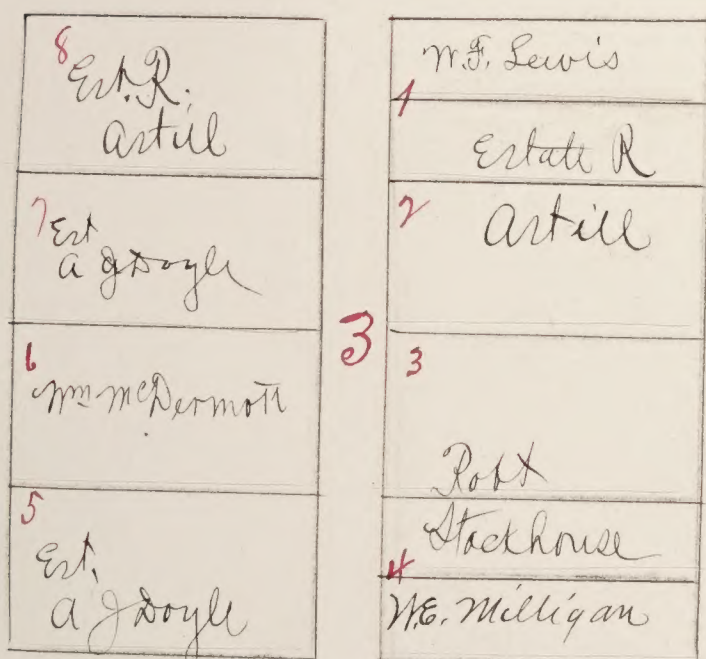 8
Est. R.
Artill
7
Est
A J Doyle
6
Wm McDermott
5
Est.
A J Doyle
3
W.F. Lewis
1
Estate R
2
Artill
3
Robt
Stockhouse
4
W.E. Milligan